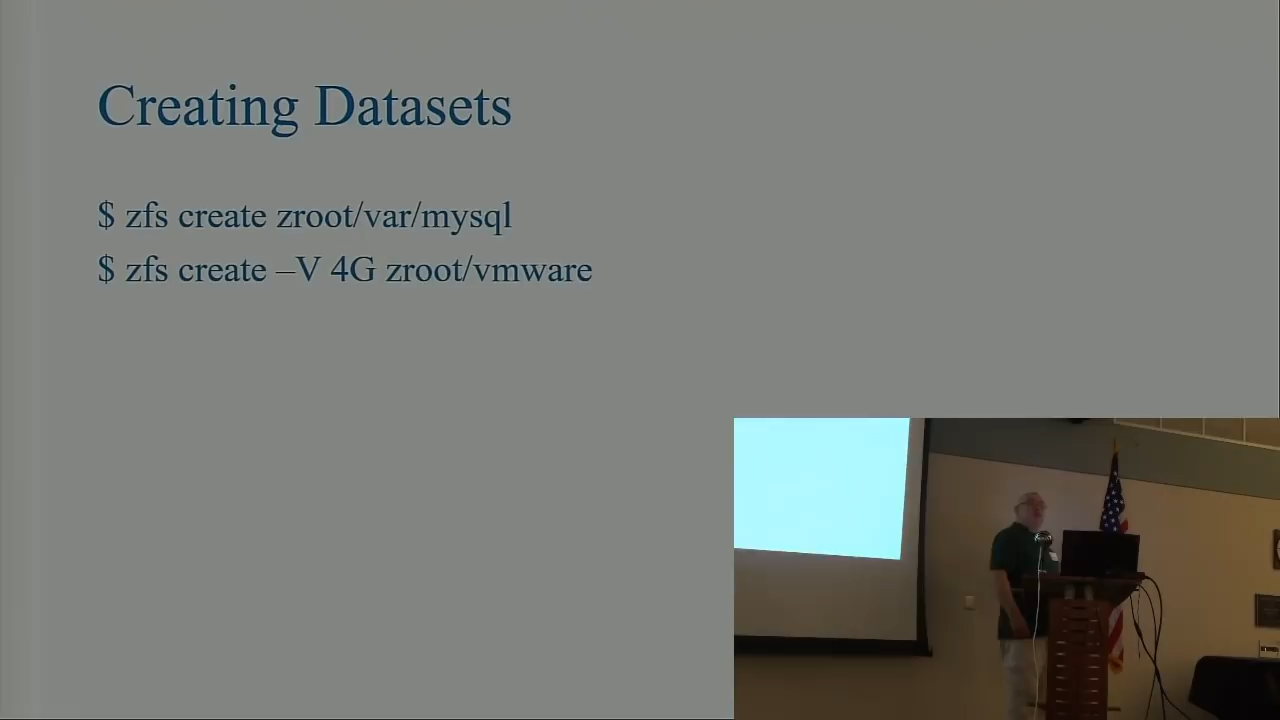 Creating Datasets
$ zfs create zroot/var/mysql
$ zfs create –V 4G zroot/vmware